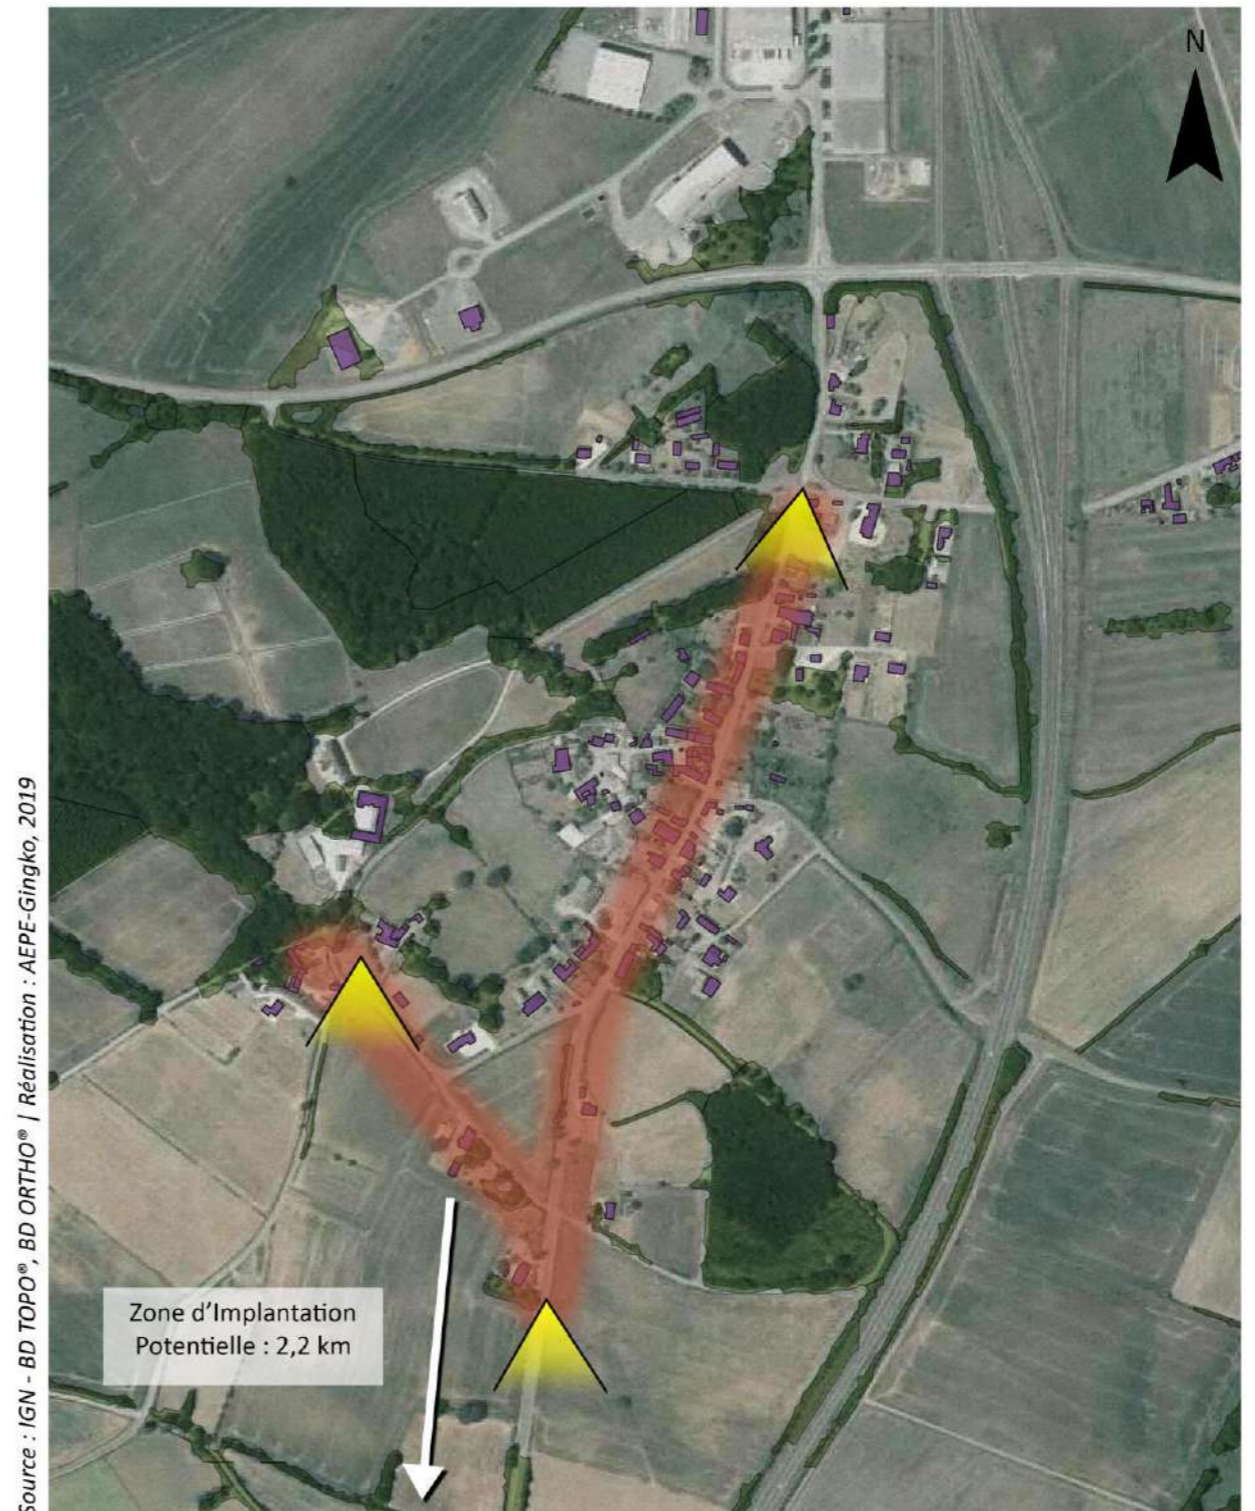 N
Zone d'Implantation
Potentielle : 2,2 km
Source : IGN - BD TOPO®, BD ORTHO® | Réalisation : AEPE-Gingko, 2019